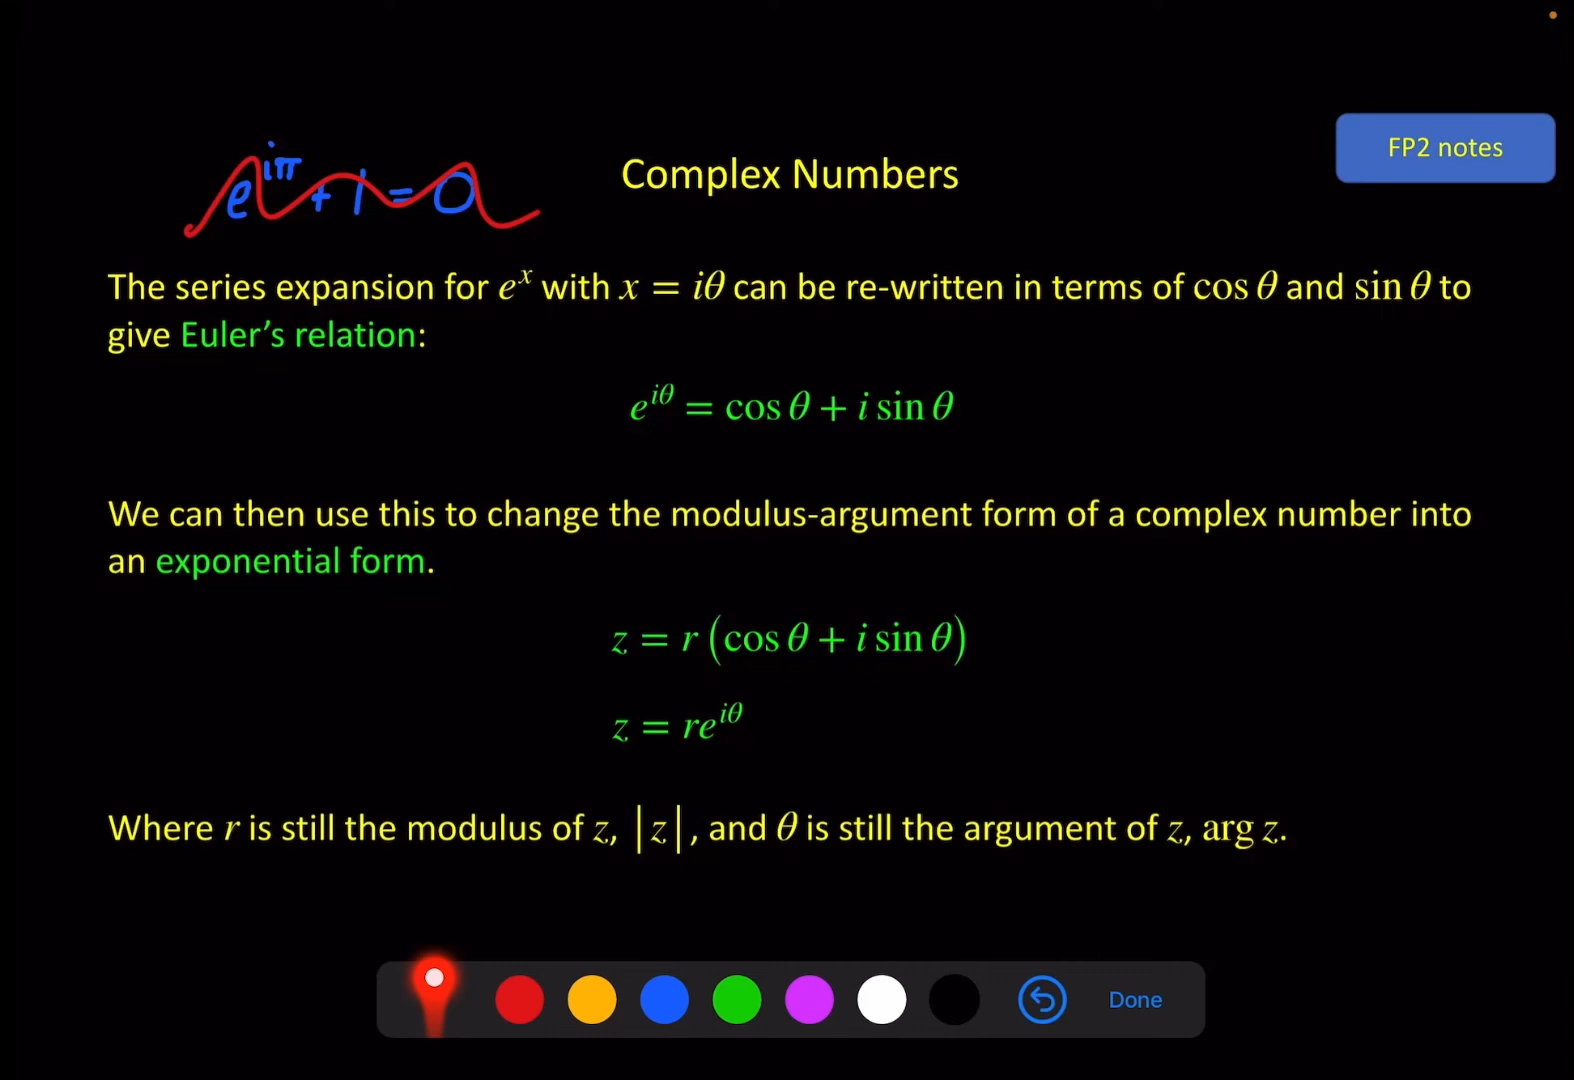 FP2 notes
e^{iπ} + 1 = 0
Complex Numbers
The series expansion for e^x with x = iθ can be re-written in terms of cos θ and sin θ to
give Euler’s relation:
e^{iθ} = cos θ + i sin θ
We can then use this to change the modulus-argument form of a complex number into
an exponential form.
z = r (cos θ + i sin θ)
z = re^{iθ}
Where r is still the modulus of z, |z|, and θ is still the argument of z, arg z.
Done